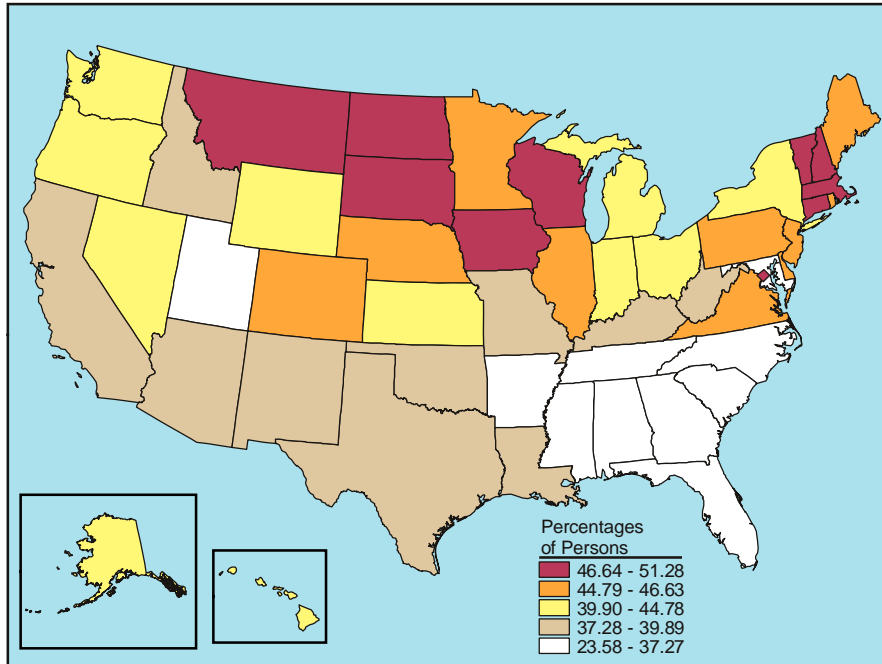 Percentages
of Persons
46.64 - 51.28
44.79 - 46.63
39.90 - 44.78
37.28 - 39.89
23.58 - 37.27